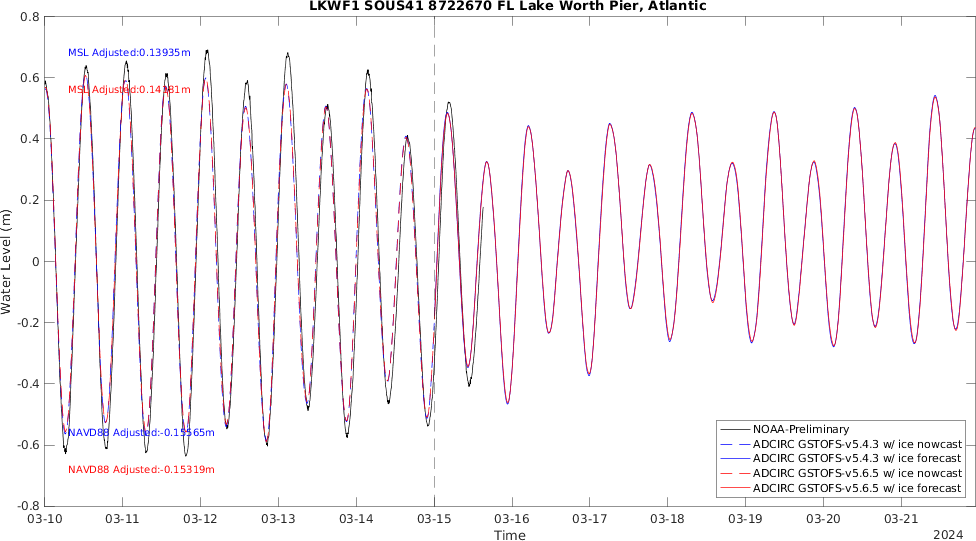 LKWF1 SOUS41 8722670 FL Lake Worth Pier, Atlantic
0.8
0.6
0.4
0.2
0
-0.2
-0.4
-0.6
-0.8
Water Level (m)
MSL Adjusted:0.13935m
MSL Adjusted:0.14181m
NAVD88 Adjusted:-0.15565m
NAVD88 Adjusted:-0.15319m
NOAA-Preliminary
ADCIRC GSTOFS-v5.4.3 w/ ice nowcast
ADCIRC GSTOFS-v5.4.3 w/ ice forecast
ADCIRC GSTOFS-v5.6.5 w/ ice nowcast
ADCIRC GSTOFS-v5.6.5 w/ ice forecast
03-10 03-11 03-12 03-13 03-14 03-15 03-16 03-17 03-18 03-19 03-20 03-21
Time
2024